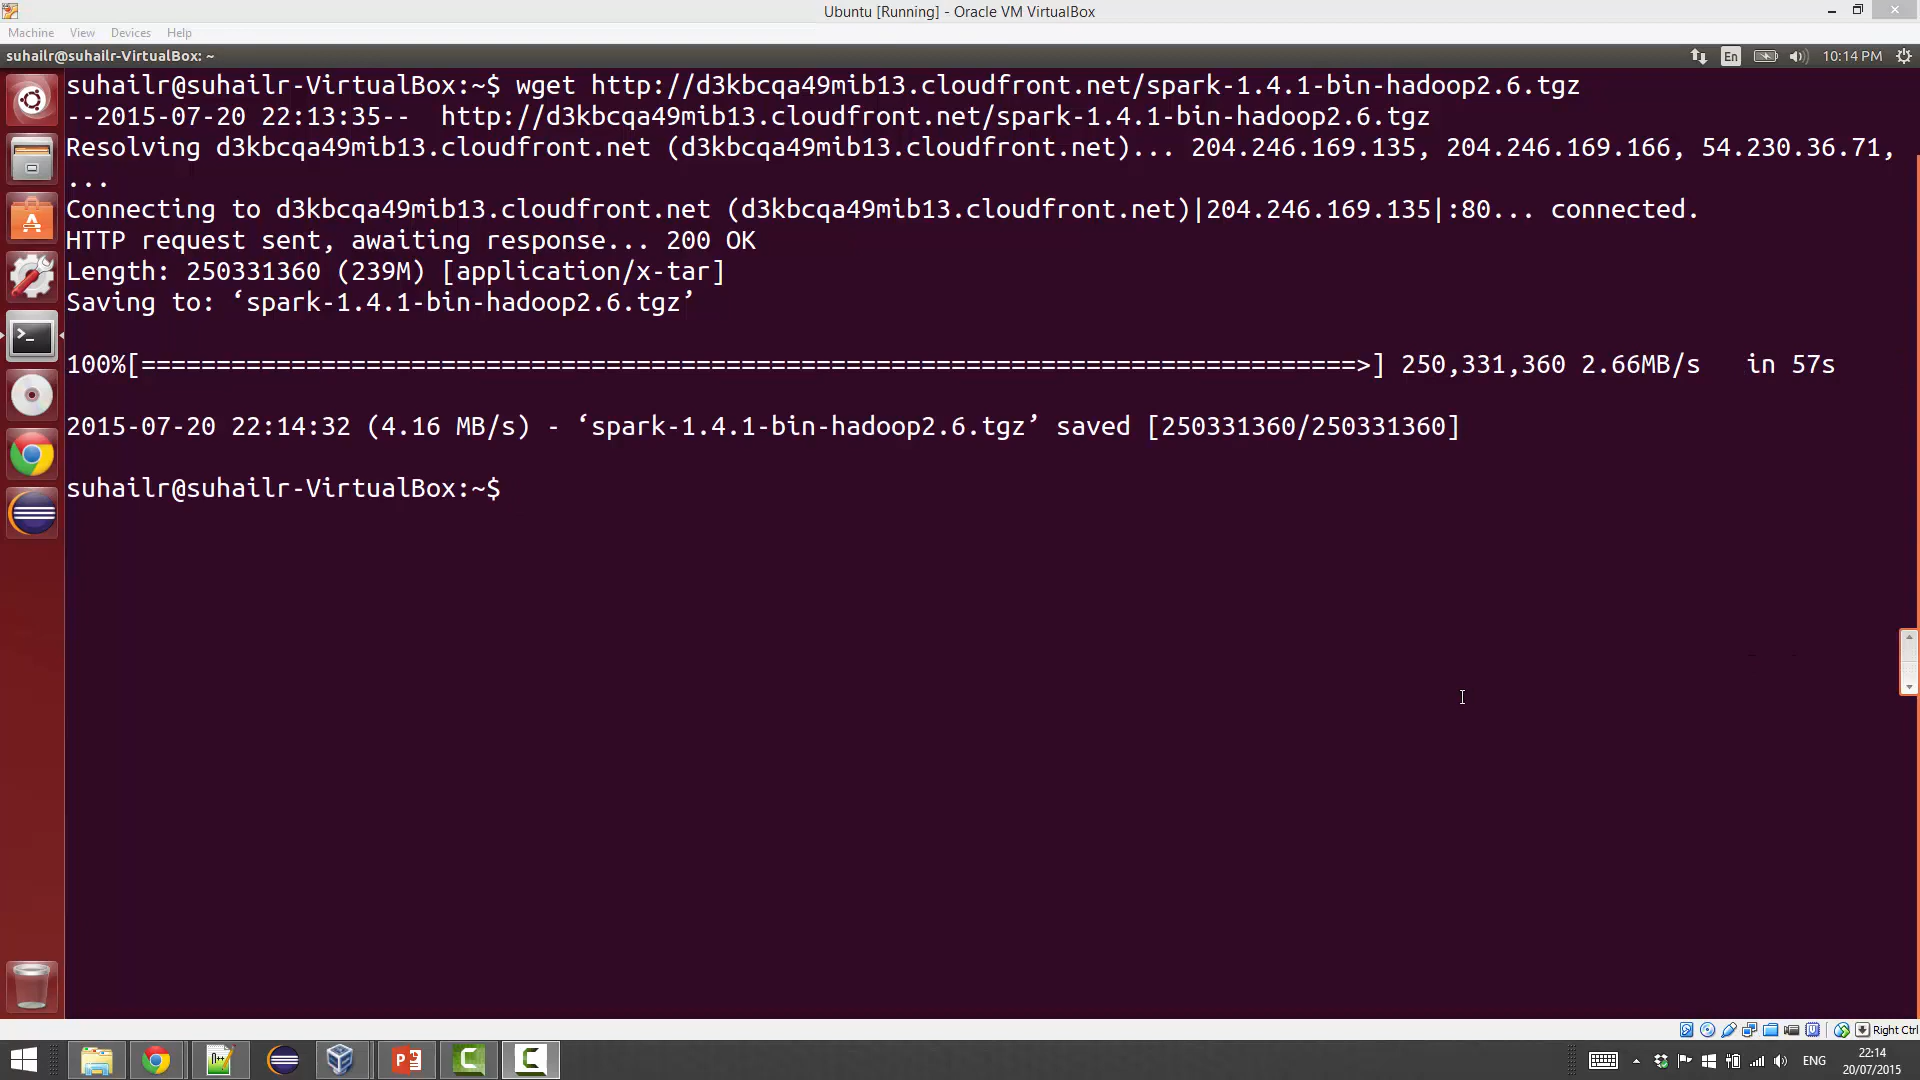 Ubuntu [Running] - Oracle VM VirtualBox
Machine View Devices Help
suhailr@suhailr-VirtualBox: ~
En
10:14 PM
suhailr@suhailr-VirtualBox:~$ wget http://d3kbcqa49mib13.cloudfront.net/spark-1.4.1-bin-hadoop2.6.tgz
--2015-07-20 22:13:35--  http://d3kbcqa49mib13.cloudfront.net/spark-1.4.1-bin-hadoop2.6.tgz
Resolving d3kbcqa49mib13.cloudfront.net (d3kbcqa49mib13.cloudfront.net)... 204.246.169.135, 204.246.169.166, 54.230.36.71,
...
Connecting to d3kbcqa49mib13.cloudfront.net (d3kbcqa49mib13.cloudfront.net)|204.246.169.135|:80... connected.
HTTP request sent, awaiting response... 200 OK
Length: 250331360 (239M) [application/x-tar]
Saving to: ‘spark-1.4.1-bin-hadoop2.6.tgz’
100%[=================================================================================>] 250,331,360 2.66MB/s   in 57s
2015-07-20 22:14:32 (4.16 MB/s) - ‘spark-1.4.1-bin-hadoop2.6.tgz’ saved [250331360/250331360]
suhailr@suhailr-VirtualBox:~$
Right Ctrl
ENG
22:14
20/07/2015